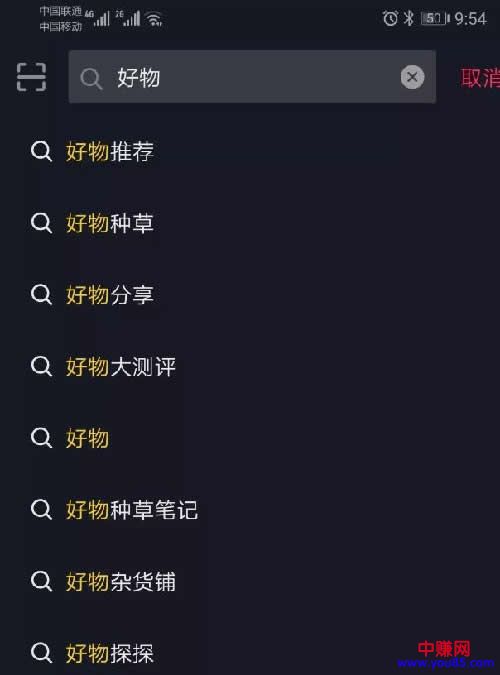 中国联通 4G 2G 50 9:54
中国移动
好物 取消
好物推荐
好物种草
好物分享
好物大测评
好物
好物种草笔记
好物杂货铺
好物探探
中赚网
www.you85.com